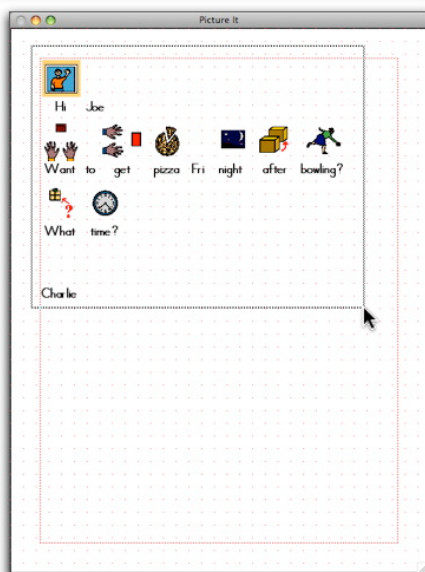 Picture It
Hi Joe
Want to get pizza Fri night after bowling?
What time?
Charlie